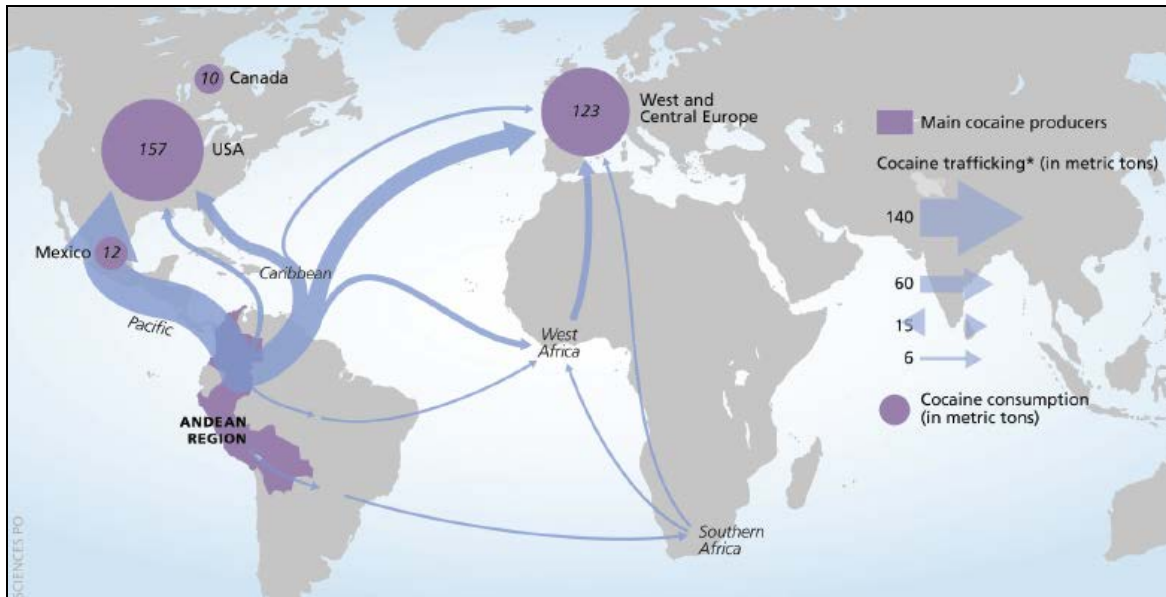 10 Canada
157 USA
Mexico 12
Pacific
Caribbean
ANDEAN
REGION
123
West and
Central Europe
West
Africa
Southern
Africa
Main cocaine producers
Cocaine trafficking* (in metric tons)
140
60
15
6
Cocaine consumption
(in metric tons)
SCIENCES PO